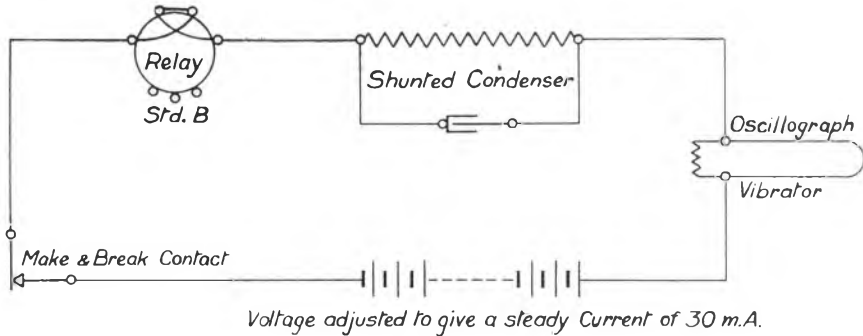 Relay
Std. B
Shunted Condenser
Oscillograph
Vibrator
Make & Break Contact
Voltage adjusted to give a steady Current of 30 m.A.